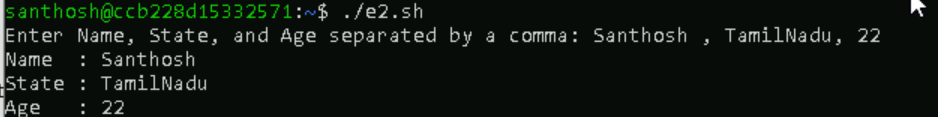 santhosh@ccb228d15332571:~$ ./e2.sh
Enter Name, State, and Age separated by a comma: Santhosh , TamilNadu, 22
Name  : Santhosh
State : TamilNadu
Age   : 22